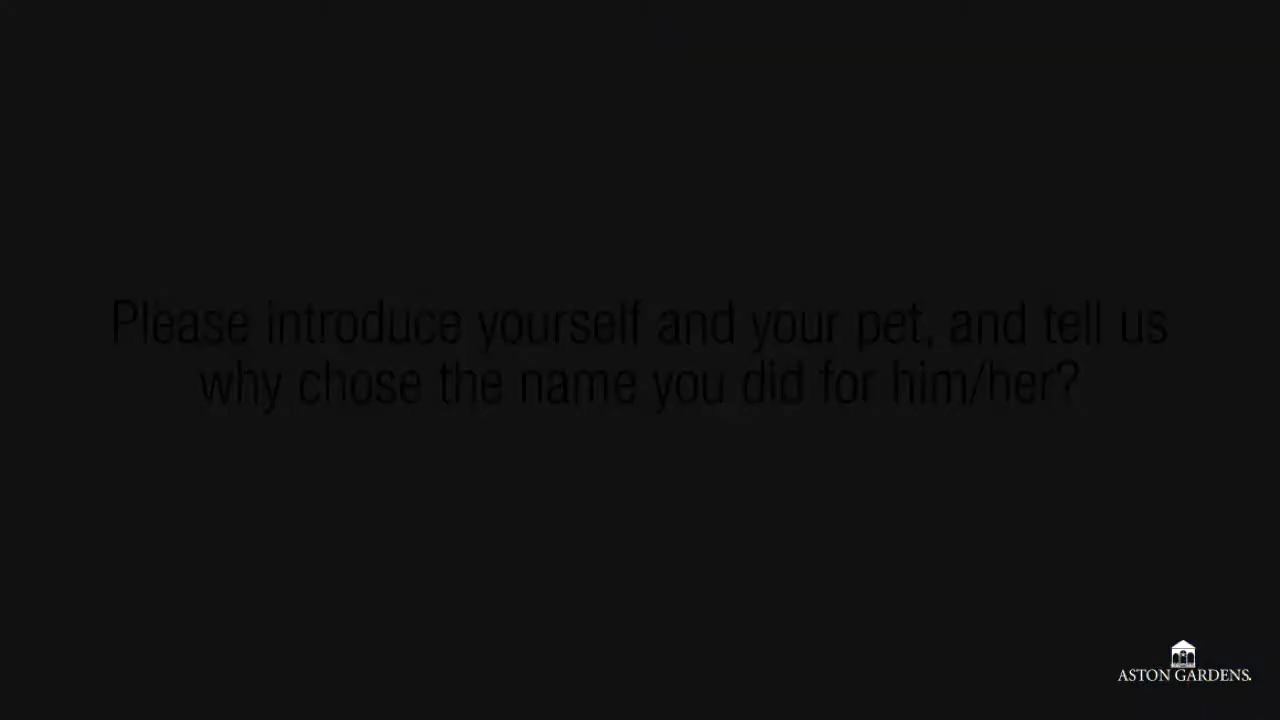 Please introduce yourself and your pet, and tell us
why chose the name you did for him/her?
ASTON GARDENS.